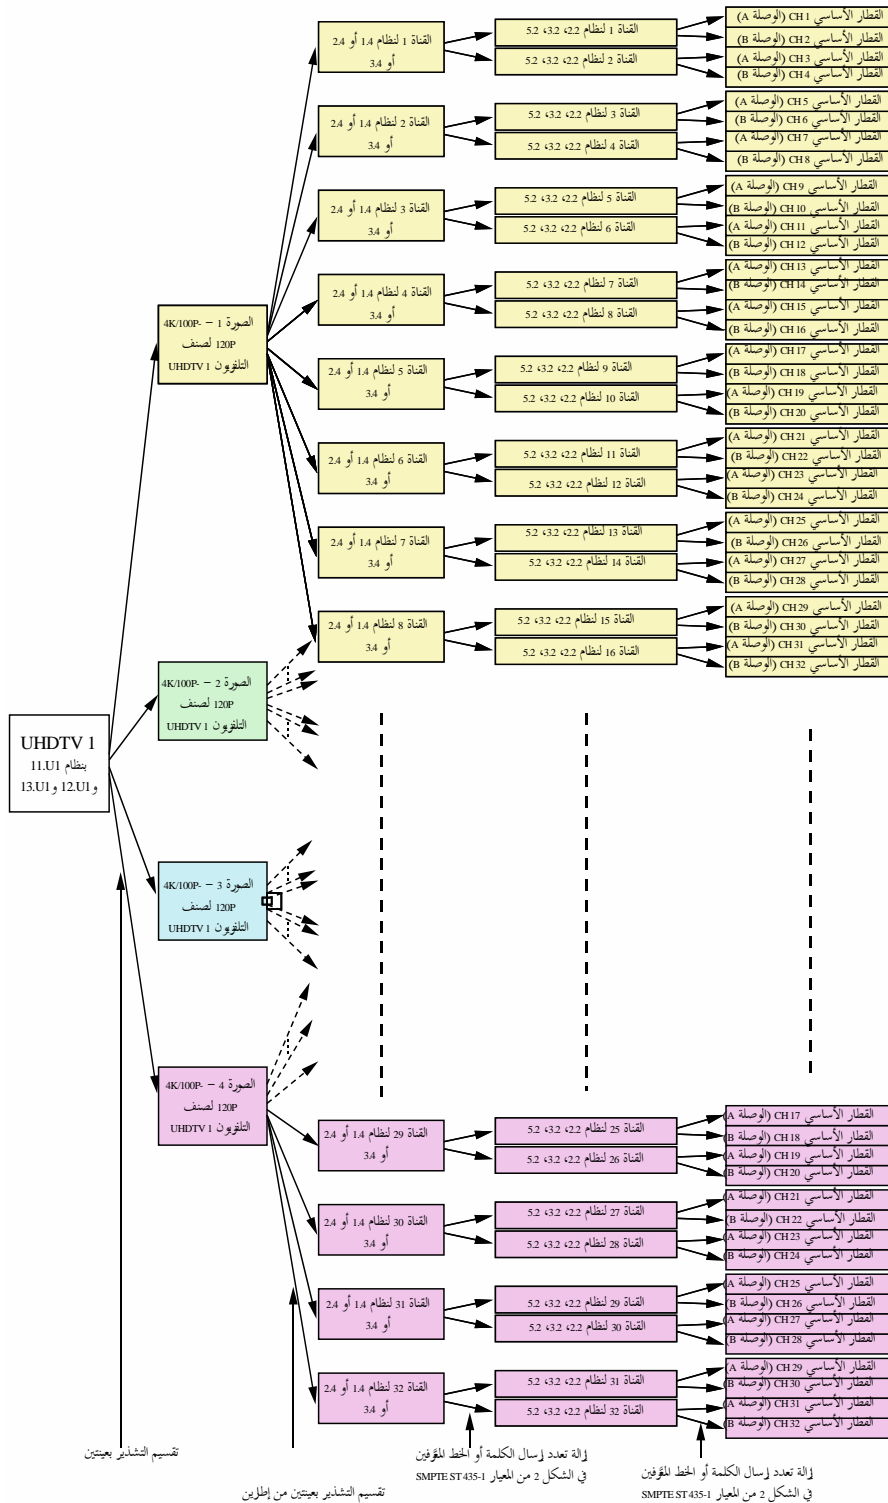 القناة 1 لنظام 1.4 أو 2.4
أو 3.4
القناة 1 لنظام 2.2، 3.2، 5.2
القناة 2 لنظام 2.2، 3.2، 5.2
القطار الأساسي CH 1 (الوصلة A)
القطار الأساسي CH 2 (الوصلة B)
القطار الأساسي CH 3 (الوصلة A)
القطار الأساسي CH 4 (الوصلة B)
القناة 2 لنظام 1.4 أو 2.4
أو 3.4
القناة 3 لنظام 2.2، 3.2، 5.2
القناة 4 لنظام 2.2، 3.2، 5.2
القطار الأساسي CH 5 (الوصلة A)
القطار الأساسي CH 6 (الوصلة B)
القطار الأساسي CH 7 (الوصلة A)
القطار الأساسي CH 8 (الوصلة B)
القناة 3 لنظام 1.4 أو 2.4
أو 3.4
القناة 5 لنظام 2.2، 3.2، 5.2
القناة 6 لنظام 2.2، 3.2، 5.2
القطار الأساسي CH 9 (الوصلة A)
القطار الأساسي CH 10 (الوصلة B)
القطار الأساسي CH 11 (الوصلة A)
القطار الأساسي CH 12 (الوصلة B)
القناة 4 لنظام 1.4 أو 2.4
أو 3.4
القناة 7 لنظام 2.2، 3.2، 5.2
القناة 8 لنظام 2.2، 3.2، 5.2
القطار الأساسي CH 13 (الوصلة A)
القطار الأساسي CH 14 (الوصلة B)
القطار الأساسي CH 15 (الوصلة A)
القطار الأساسي CH 16 (الوصلة B)
الصورة 1 – 4K/100P-
120P لصنف
التلفزيون UHDTV 1
القناة 5 لنظام 1.4 أو 2.4
أو 3.4
القناة 9 لنظام 2.2، 3.2، 5.2
القناة 10 لنظام 2.2، 3.2، 5.2
القطار الأساسي CH 17 (الوصلة A)
القطار الأساسي CH 18 (الوصلة B)
القطار الأساسي CH 19 (الوصلة A)
القطار الأساسي CH 20 (الوصلة B)
القناة 6 لنظام 1.4 أو 2.4
أو 3.4
القناة 11 لنظام 2.2، 3.2، 5.2
القناة 12 لنظام 2.2، 3.2، 5.2
القطار الأساسي CH 21 (الوصلة A)
القطار الأساسي CH 22 (الوصلة B)
القطار الأساسي CH 23 (الوصلة A)
القطار الأساسي CH 24 (الوصلة B)
القناة 7 لنظام 1.4 أو 2.4
أو 3.4
القناة 13 لنظام 2.2، 3.2، 5.2
القناة 14 لنظام 2.2، 3.2، 5.2
القطار الأساسي CH 25 (الوصلة A)
القطار الأساسي CH 26 (الوصلة B)
القطار الأساسي CH 27 (الوصلة A)
القطار الأساسي CH 28 (الوصلة B)
القناة 8 لنظام 1.4 أو 2.4
أو 3.4
القناة 15 لنظام 2.2، 3.2، 5.2
القناة 16 لنظام 2.2، 3.2، 5.2
القطار الأساسي CH 29 (الوصلة A)
القطار الأساسي CH 30 (الوصلة B)
القطار الأساسي CH 31 (الوصلة A)
القطار الأساسي CH 32 (الوصلة B)
الصورة 2 – 4K/100P-
120P لصنف
التلفزيون UHDTV 1
UHDTV 1
بنظام 11.U1
و 12.U1 و 13.U1
الصورة 3 – 4K/100P-
120P لصنف
التلفزيون UHDTV 1
الصورة 4 – 4K/100P-
120P لصنف
التلفزيون UHDTV 1
القناة 29 لنظام 1.4 أو 2.4
أو 3.4
القناة 25 لنظام 2.2، 3.2، 5.2
القناة 26 لنظام 2.2، 3.2، 5.2
القطار الأساسي CH 17 (الوصلة A)
القطار الأساسي CH 18 (الوصلة B)
القطار الأساسي CH 19 (الوصلة A)
القطار الأساسي CH 20 (الوصلة B)
القناة 30 لنظام 1.4 أو 2.4
أو 3.4
القناة 27 لنظام 2.2، 3.2، 5.2
القناة 28 لنظام 2.2، 3.2، 5.2
القطار الأساسي CH 21 (الوصلة A)
القطار الأساسي CH 22 (الوصلة B)
القطار الأساسي CH 23 (الوصلة A)
القطار الأساسي CH 24 (الوصلة B)
القناة 31 لنظام 1.4 أو 2.4
أو 3.4
القناة 29 لنظام 2.2، 3.2، 5.2
القناة 30 لنظام 2.2، 3.2، 5.2
القطار الأساسي CH 25 (الوصلة A)
القطار الأساسي CH 26 (الوصلة B)
القطار الأساسي CH 27 (الوصلة A)
القطار الأساسي CH 28 (الوصلة B)
القناة 32 لنظام 1.4 أو 2.4
أو 3.4
القناة 31 لنظام 2.2، 3.2، 5.2
القناة 32 لنظام 2.2، 3.2، 5.2
القطار الأساسي CH 29 (الوصلة A)
القطار الأساسي CH 30 (الوصلة B)
القطار الأساسي CH 31 (الوصلة A)
القطار الأساسي CH 32 (الوصلة B)
تقسيم التشذير بعينتين
تقسيم التشذير بعينتين من إطارين
إزالة تعدد إرسال الكلمة أو الخط المعرَّفين
في الشكل 2 من المعيار SMPTE ST 435-1
إزالة تعدد إرسال الكلمة أو الخط المعرَّفين
في الشكل 2 من المعيار SMPTE ST 435-1